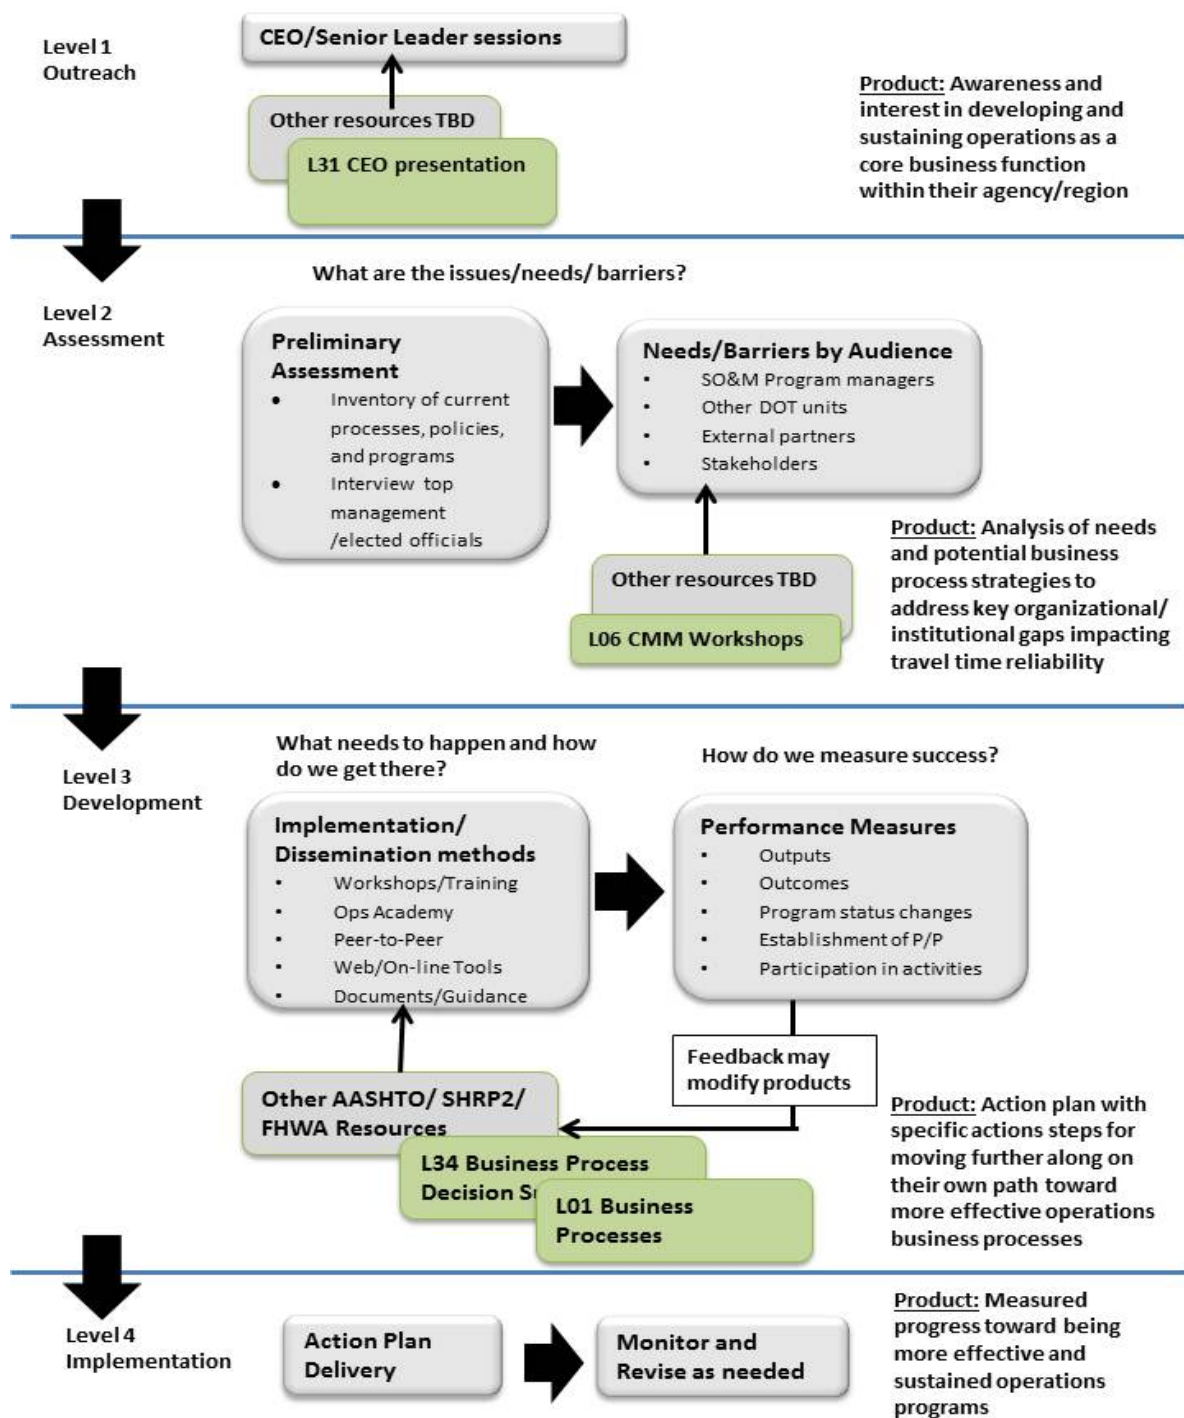 Level 1
Outreach
CEO/Senior Leader sessions
Other resources TBD
L31 CEO presentation
Product: Awareness and
interest in developing and
sustaining operations as a
core business function
within their agency/region
What are the issues/needs/ barriers?
Level 2
Assessment
Preliminary
Assessment
● Inventory of current
processes, policies,
and programs
● Interview top
management
/elected officials
Needs/Barriers by Audience
▪ SO&M Program managers
▪ Other DOT units
▪ External partners
▪ Stakeholders
Other resources TBD
L06 CMM Workshops
Product: Analysis of needs
and potential business
process strategies to
address key organizational/
institutional gaps impacting
travel time reliability
Level 3
Development
What needs to happen and how
do we get there?
How do we measure success?
Implementation/
Dissemination methods
▪ Workshops/Training
▪ Ops Academy
▪ Peer-to-Peer
▪ Web/On-line Tools
▪ Documents/Guidance
Performance Measures
▪ Outputs
▪ Outcomes
▪ Program status changes
▪ Establishment of P/P
▪ Participation in activities
Feedback may
modify products
Other AASHTO/ SHRP2/
FHWA Resources
L34 Business Process
Decision
L01 Business
Processes
Product: Action plan with
specific actions steps for
moving further along on
their own path toward
more effective operations
business processes
Level 4
Implementation
Action Plan
Delivery
Monitor and
Revise as needed
Product: Measured
progress toward being
more effective and
sustained operations
programs